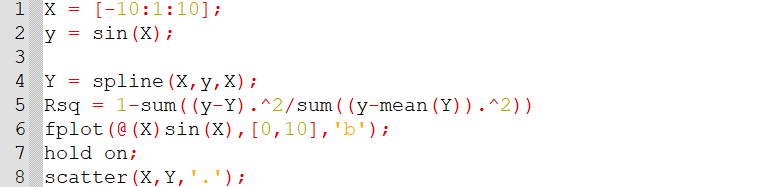 1 X = [-10:1:10];
2 y = sin(X);
3
4 Y = spline(X,y,X);
5 Rsq = 1-sum((y-Y).^2/sum((y-mean(Y)).^2))
6 fplot(@(X)sin(X),[0,10],'b');
7 hold on;
8 scatter(X,Y,'.');